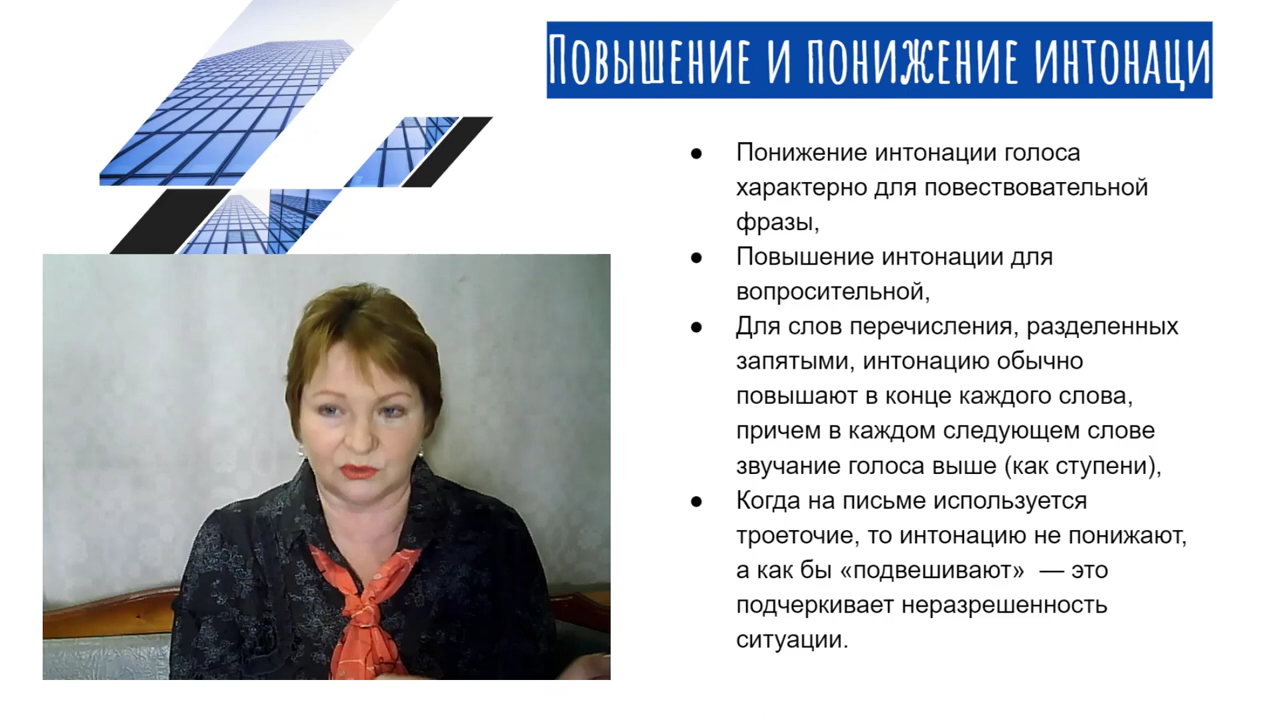 Повышение и понижение интонаци
● Понижение интонации голоса
характерно для повествовательной
фразы,
● Повышение интонации для
вопросительной,
● Для слов перечисления, разделенных
запятыми, интонацию обычно
повышают в конце каждого слова,
причем в каждом следующем слове
звучание голоса выше (как ступени),
● Когда на письме используется
троеточие, то интонацию не понижают,
а как бы «подвешивают»  — это
подчеркивает неразрешенность
ситуации.